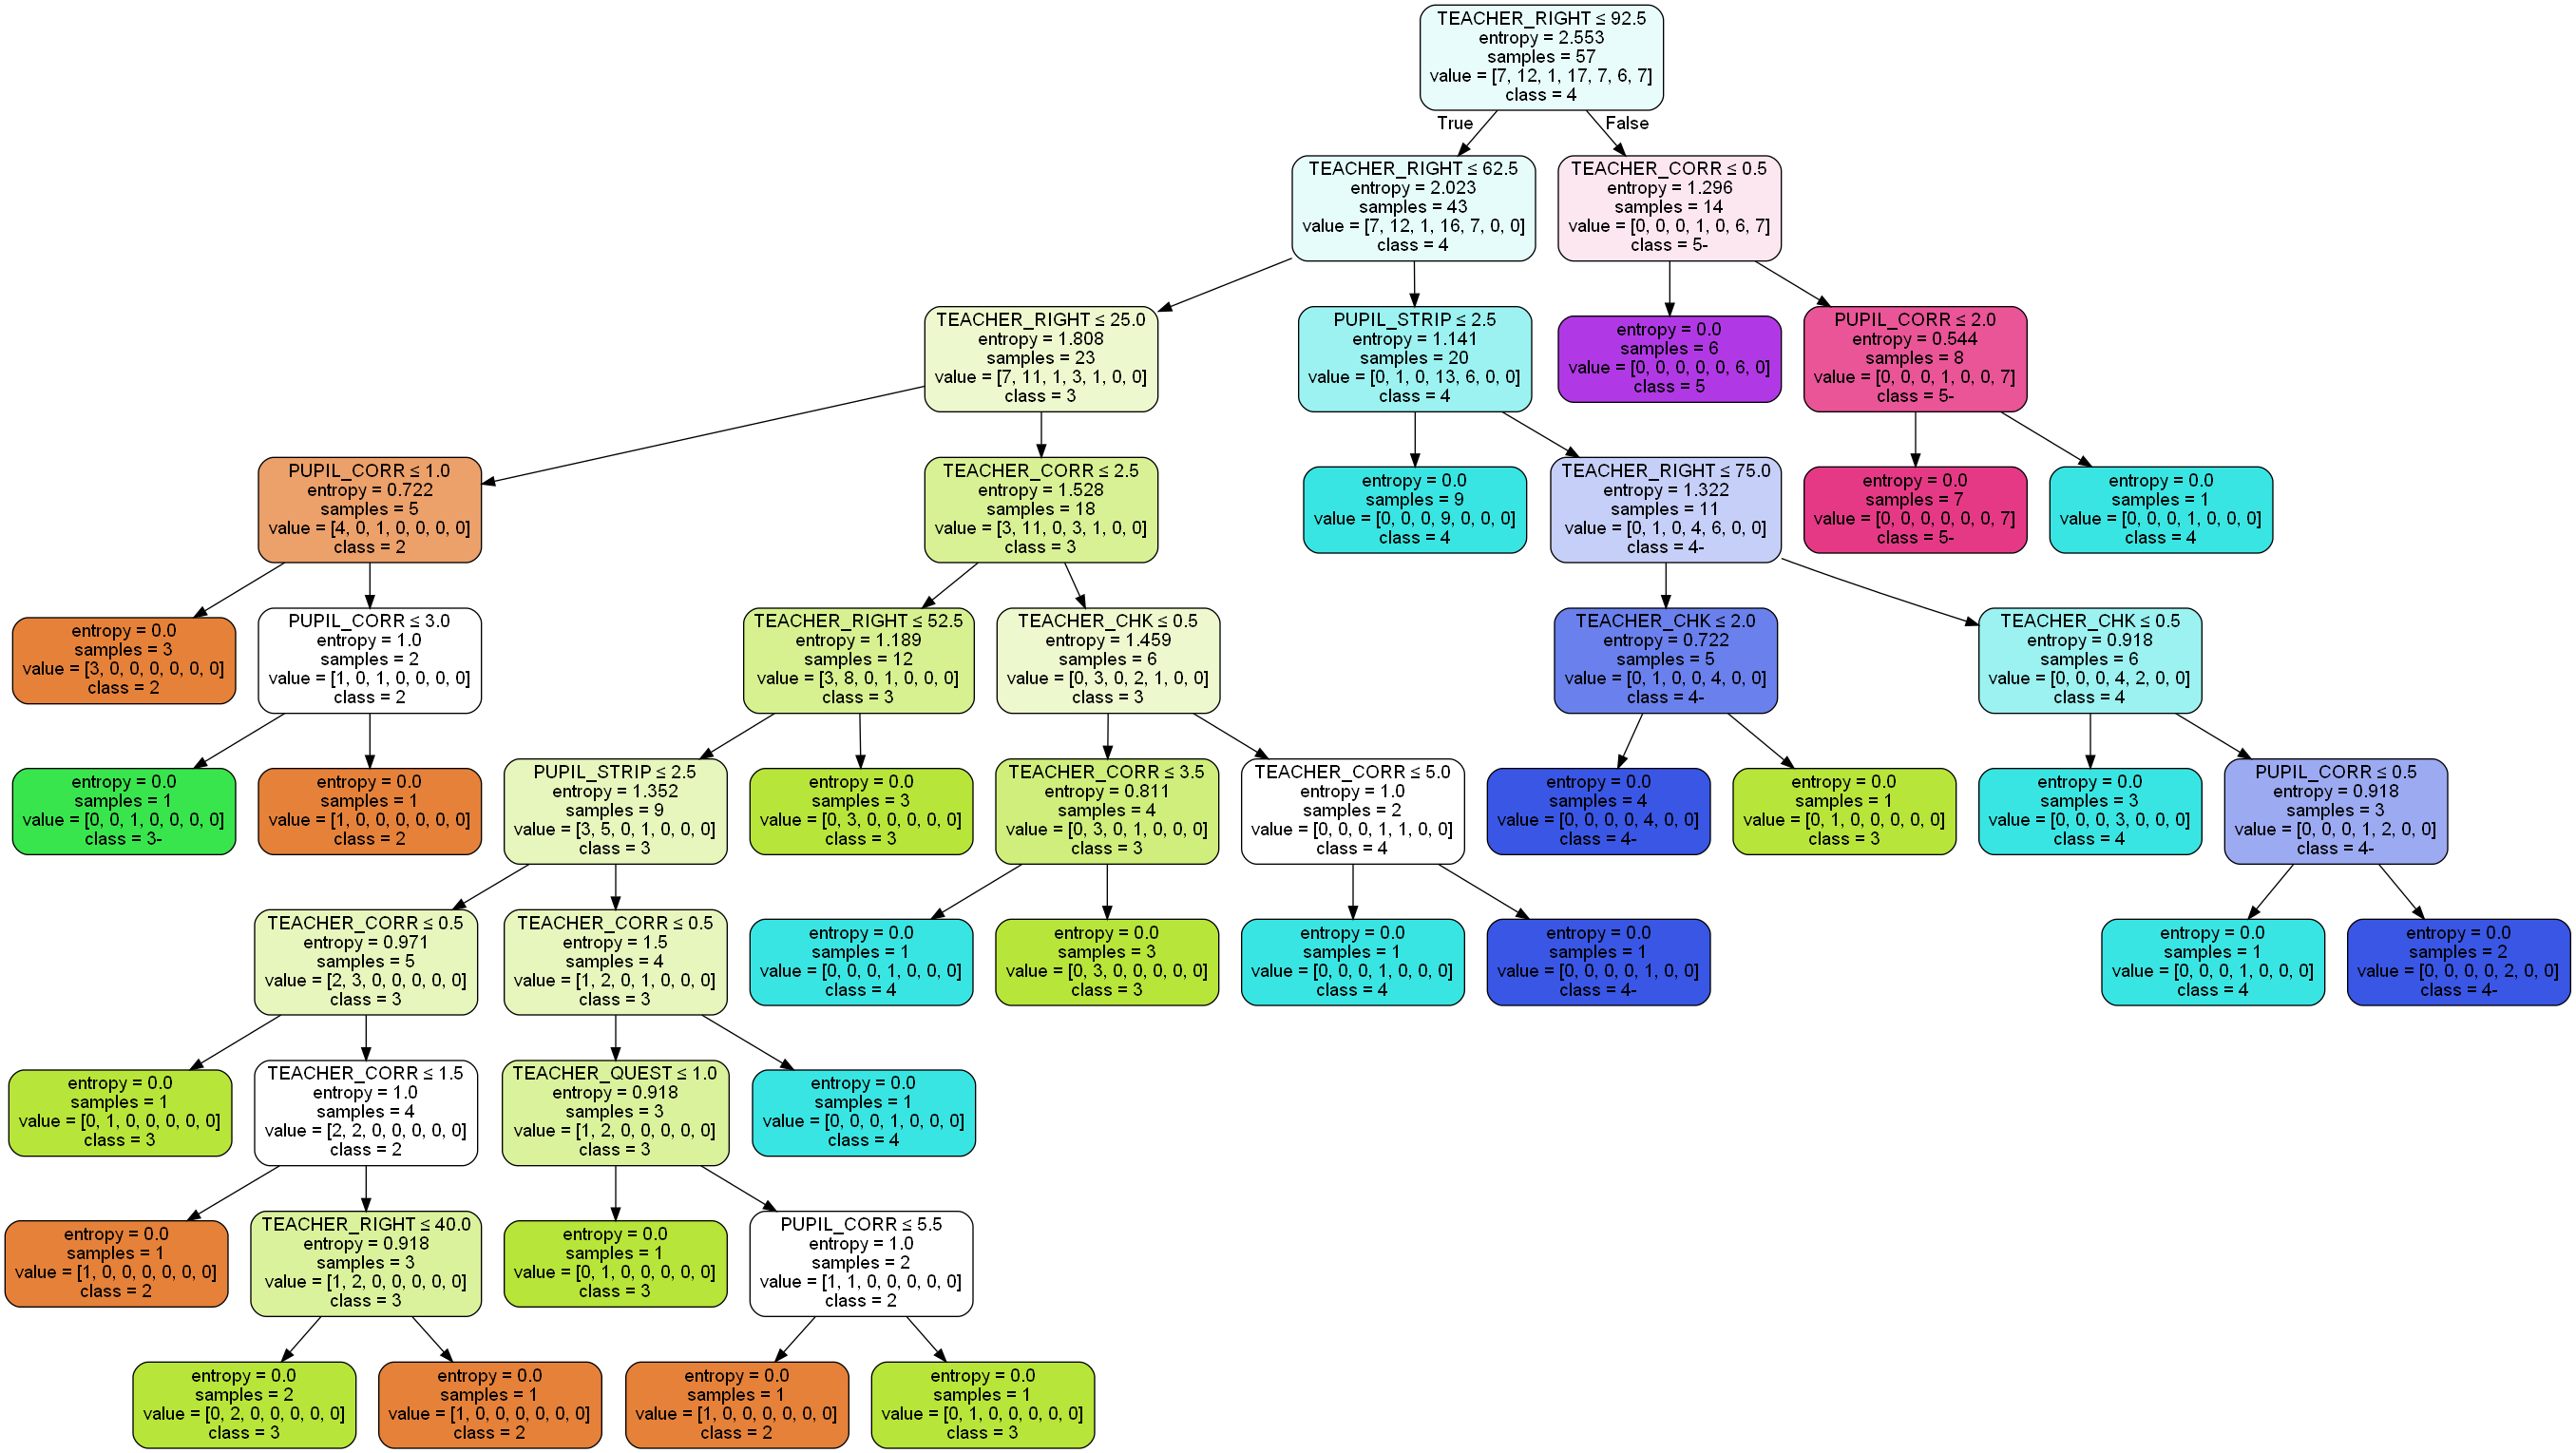 TEACHER_RIGHT ≤ 92.5
entropy = 2.553
samples = 57
value = [7, 12, 1, 17, 7, 6, 7]
class = 4
True
False
TEACHER_RIGHT ≤ 62.5
entropy = 2.023
samples = 43
value = [7, 12, 1, 16, 7, 0, 0]
class = 4
TEACHER_CORR ≤ 0.5
entropy = 1.296
samples = 14
value = [0, 0, 0, 1, 0, 6, 7]
class = 5-
TEACHER_RIGHT ≤ 25.0
entropy = 1.808
samples = 23
value = [7, 11, 1, 3, 1, 0, 0]
class = 3
PUPIL_STRIP ≤ 2.5
entropy = 1.141
samples = 20
value = [0, 1, 0, 13, 6, 0, 0]
class = 4
entropy = 0.0
samples = 6
value = [0, 0, 0, 0, 0, 6, 0]
class = 5
PUPIL_CORR ≤ 2.0
entropy = 0.544
samples = 8
value = [0, 0, 0, 1, 0, 0, 7]
class = 5-
PUPIL_CORR ≤ 1.0
entropy = 0.722
samples = 5
value = [4, 0, 1, 0, 0, 0, 0]
class = 2
TEACHER_CORR ≤ 2.5
entropy = 1.528
samples = 18
value = [3, 11, 0, 3, 1, 0, 0]
class = 3
entropy = 0.0
samples = 9
value = [0, 0, 0, 9, 0, 0, 0]
class = 4
TEACHER_RIGHT ≤ 75.0
entropy = 1.322
samples = 11
value = [0, 1, 0, 4, 6, 0, 0]
class = 4-
entropy = 0.0
samples = 7
value = [0, 0, 0, 0, 0, 0, 7]
class = 5-
entropy = 0.0
samples = 1
value = [0, 0, 0, 1, 0, 0, 0]
class = 4
entropy = 0.0
samples = 3
value = [3, 0, 0, 0, 0, 0, 0]
class = 2
PUPIL_CORR ≤ 3.0
entropy = 1.0
samples = 2
value = [1, 0, 1, 0, 0, 0, 0]
class = 2
TEACHER_RIGHT ≤ 52.5
entropy = 1.189
samples = 12
value = [3, 8, 0, 1, 0, 0, 0]
class = 3
TEACHER_CHK ≤ 0.5
entropy = 1.459
samples = 6
value = [0, 3, 0, 2, 1, 0, 0]
class = 3
TEACHER_CHK ≤ 2.0
entropy = 0.722
samples = 5
value = [0, 1, 0, 0, 4, 0, 0]
class = 4-
TEACHER_CHK ≤ 0.5
entropy = 0.918
samples = 6
value = [0, 0, 0, 4, 2, 0, 0]
class = 4
entropy = 0.0
samples = 1
value = [0, 0, 1, 0, 0, 0, 0]
class = 3-
entropy = 0.0
samples = 1
value = [1, 0, 0, 0, 0, 0, 0]
class = 2
PUPIL_STRIP ≤ 2.5
entropy = 1.352
samples = 9
value = [3, 5, 0, 1, 0, 0, 0]
class = 3
entropy = 0.0
samples = 3
value = [0, 3, 0, 0, 0, 0, 0]
class = 3
TEACHER_CORR ≤ 3.5
entropy = 0.811
samples = 4
value = [0, 3, 0, 1, 0, 0, 0]
class = 3
TEACHER_CORR ≤ 5.0
entropy = 1.0
samples = 2
value = [0, 0, 0, 1, 1, 0, 0]
class = 4
entropy = 0.0
samples = 4
value = [0, 0, 0, 0, 4, 0, 0]
class = 4-
entropy = 0.0
samples = 1
value = [0, 1, 0, 0, 0, 0, 0]
class = 3
entropy = 0.0
samples = 3
value = [0, 0, 0, 3, 0, 0, 0]
class = 4
PUPIL_CORR ≤ 0.5
entropy = 0.918
samples = 3
value = [0, 0, 0, 1, 2, 0, 0]
class = 4-
TEACHER_CORR ≤ 0.5
entropy = 0.971
samples = 5
value = [2, 3, 0, 0, 0, 0, 0]
class = 3
TEACHER_CORR ≤ 0.5
entropy = 1.5
samples = 4
value = [1, 2, 0, 1, 0, 0, 0]
class = 3
entropy = 0.0
samples = 1
value = [0, 0, 0, 1, 0, 0, 0]
class = 4
entropy = 0.0
samples = 3
value = [0, 3, 0, 0, 0, 0, 0]
class = 3
entropy = 0.0
samples = 1
value = [0, 0, 0, 1, 0, 0, 0]
class = 4
entropy = 0.0
samples = 1
value = [0, 0, 0, 0, 1, 0, 0]
class = 4-
entropy = 0.0
samples = 1
value = [0, 0, 0, 1, 0, 0, 0]
class = 4
entropy = 0.0
samples = 2
value = [0, 0, 0, 0, 2, 0, 0]
class = 4-
entropy = 0.0
samples = 1
value = [0, 1, 0, 0, 0, 0, 0]
class = 3
TEACHER_CORR ≤ 1.5
entropy = 1.0
samples = 4
value = [2, 2, 0, 0, 0, 0, 0]
class = 2
TEACHER_QUEST ≤ 1.0
entropy = 0.918
samples = 3
value = [1, 2, 0, 0, 0, 0, 0]
class = 3
entropy = 0.0
samples = 1
value = [0, 0, 0, 1, 0, 0, 0]
class = 4
entropy = 0.0
samples = 1
value = [1, 0, 0, 0, 0, 0, 0]
class = 2
TEACHER_RIGHT ≤ 40.0
entropy = 0.918
samples = 3
value = [1, 2, 0, 0, 0, 0, 0]
class = 3
entropy = 0.0
samples = 1
value = [0, 1, 0, 0, 0, 0, 0]
class = 3
PUPIL_CORR ≤ 5.5
entropy = 1.0
samples = 2
value = [1, 1, 0, 0, 0, 0, 0]
class = 2
entropy = 0.0
samples = 2
value = [0, 2, 0, 0, 0, 0, 0]
class = 3
entropy = 0.0
samples = 1
value = [1, 0, 0, 0, 0, 0, 0]
class = 2
entropy = 0.0
samples = 1
value = [1, 0, 0, 0, 0, 0, 0]
class = 2
entropy = 0.0
samples = 1
value = [0, 1, 0, 0, 0, 0, 0]
class = 3